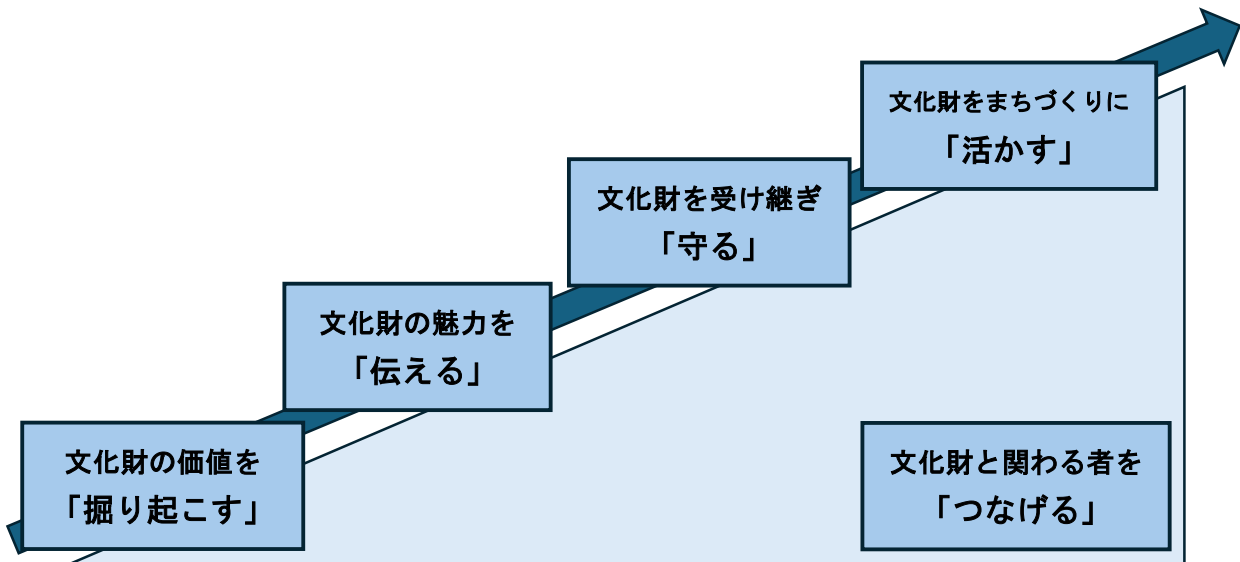 文化財をまちづくりに
「活かす」
文化財を受け継ぎ
「守る」
文化財の魅力を
「伝える」
文化財の価値を
「掘り起こす」
文化財と関わる者を
「つなげる」